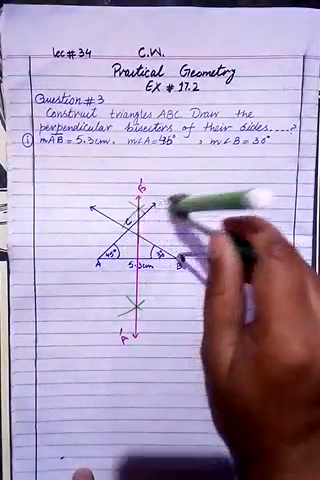 Lec # 34 C.W.
Practical Geometry
EX # 17.2
Question # 3
Construct triangles ABC. Draw the
perpendicular bisectors of their sides....?
(i) mAB = 5.3cm, m∠A = 45° , m∠B = 30°
C
45° 30°
A 5.3cm B